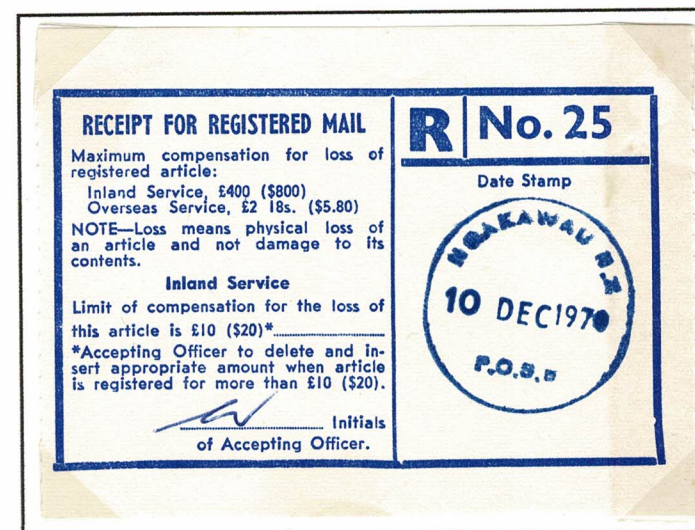 RECEIPT FOR REGISTERED MAIL
Maximum compensation for loss of
registered article:
Inland Service, £400 ($800)
Overseas Service, £2 18s. ($5.80)
NOTE—Loss means physical loss of
an article and not damage to its
contents.
Inland Service
Limit of compensation for the loss of
this article is £10 ($20)*
*Accepting Officer to delete and in-
sert appropriate amount when article
is registered for more than £10 ($20).
Initials
of Accepting Officer.
R No. 25
Date Stamp
NGAKAWAU N.Z
10 DEC 1970
P.O.S.B